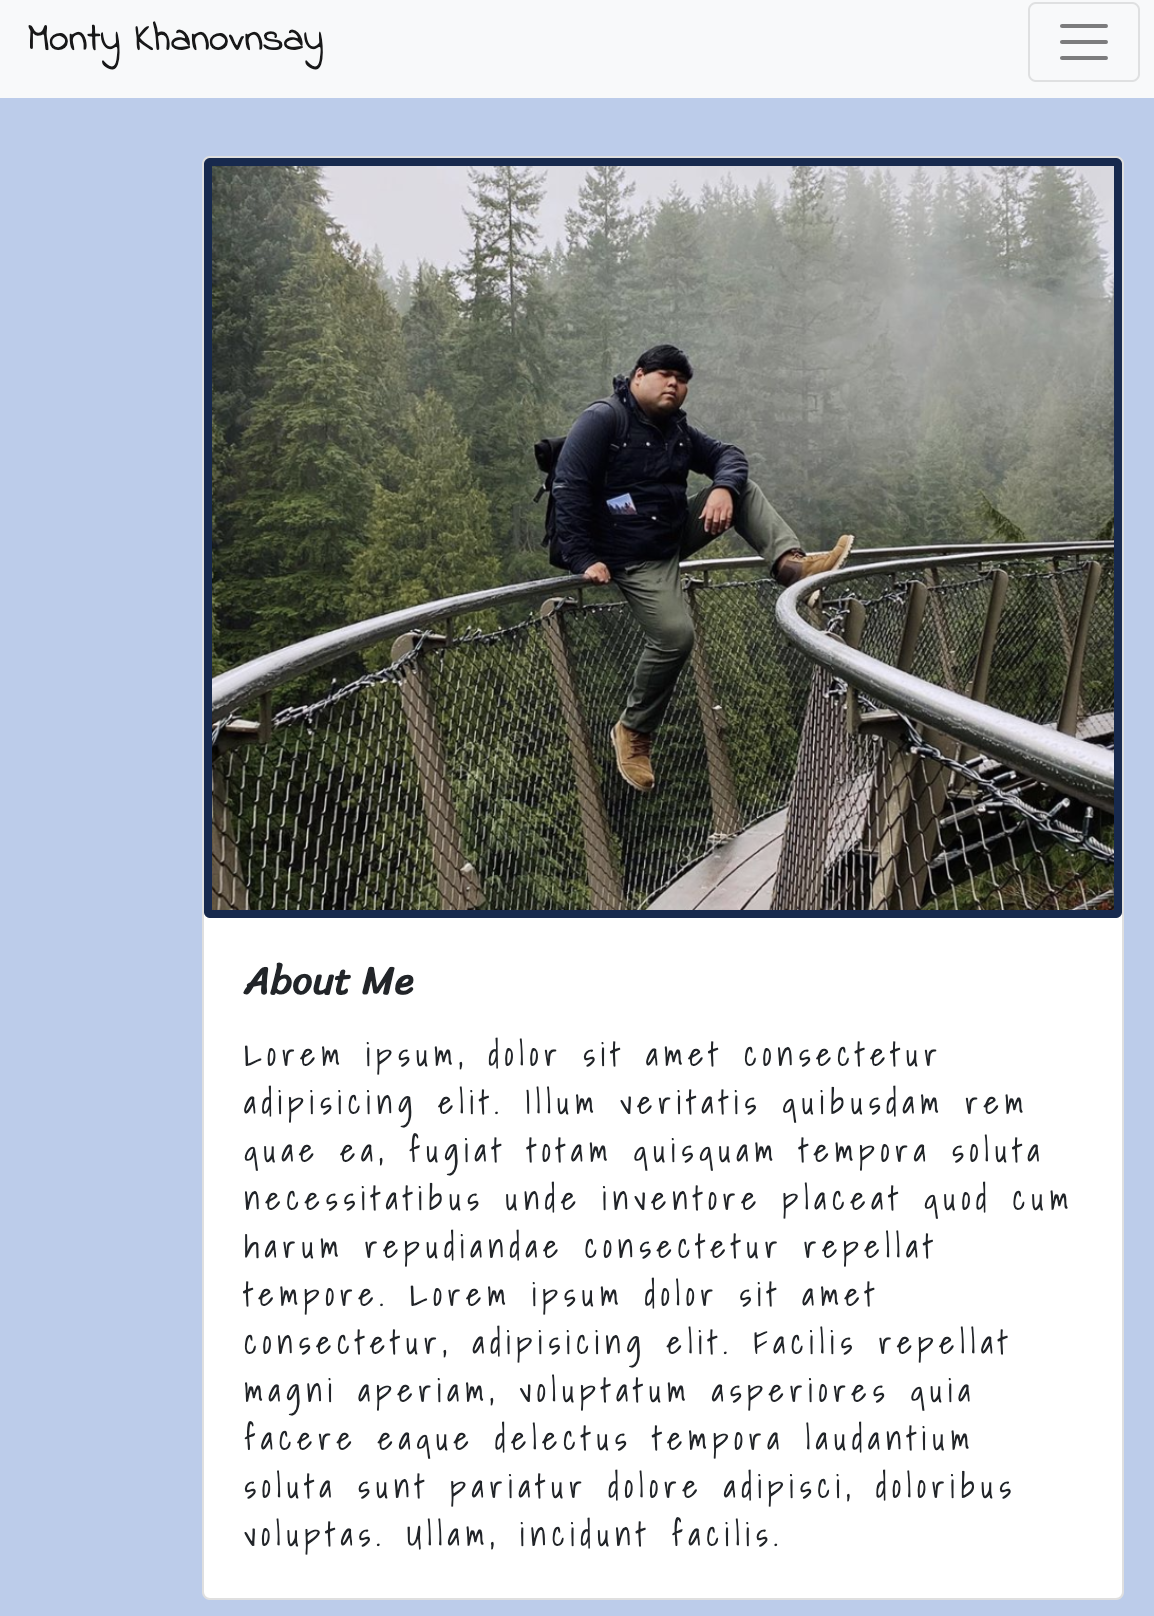 Monty Khanovnsay
About Me
Lorem ipsum, dolor sit amet consectetur
adipisicing elit. Illum veritatis quibusdam rem
quae ea, fugiat totam quisquam tempora soluta
necessitatibus unde inventore placeat quod cum
harum repudiandae consectetur repellat
tempore. Lorem ipsum dolor sit amet
consectetur, adipisicing elit. Facilis repellat
magni aperiam, voluptatum asperiores quia
facere eaque delectus tempora laudantium
soluta sunt pariatur dolore adipisci, doloribus
voluptas. Ullam, incidunt facilis.